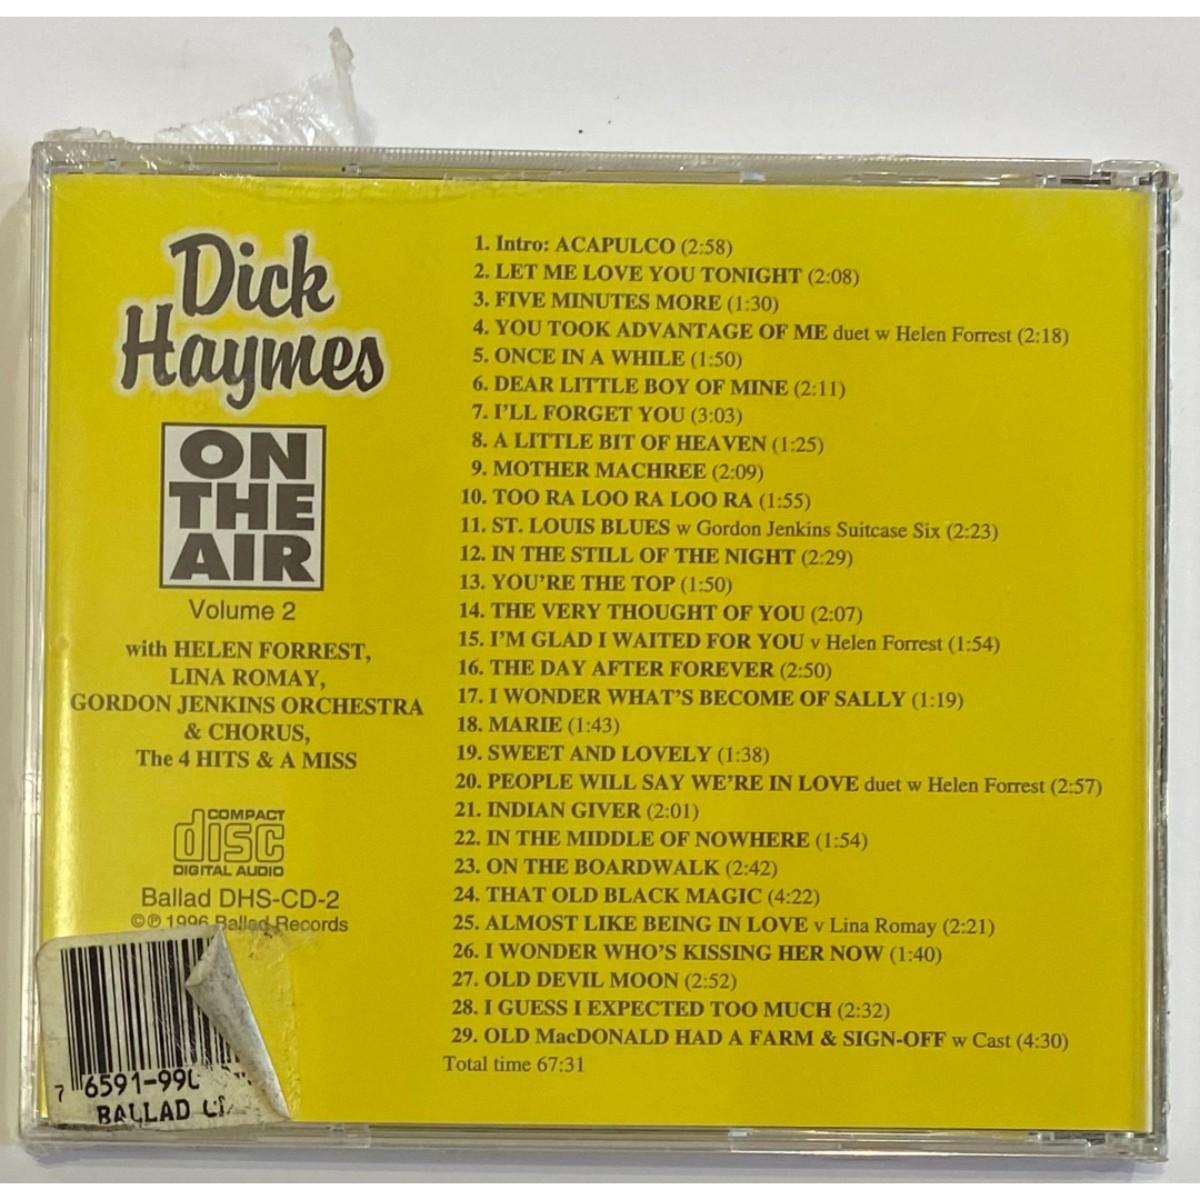 Dick
Haymes
ON
THE
AIR
Volume 2
with HELEN FORREST,
LINA ROMAY,
GORDON JENKINS ORCHESTRA
& CHORUS,
The 4 HITS & A MISS
COMPACT
disc
DIGITAL AUDIO
Ballad DHS-CD-2
©℗ 1996 Ballad Records
7 6591-990
BALLAD
1. Intro: ACAPULCO (2:58)
2. LET ME LOVE YOU TONIGHT (2:08)
3. FIVE MINUTES MORE (1:30)
4. YOU TOOK ADVANTAGE OF ME duet w Helen Forrest (2:18)
5. ONCE IN A WHILE (1:50)
6. DEAR LITTLE BOY OF MINE (2:11)
7. I'LL FORGET YOU (3:03)
8. A LITTLE BIT OF HEAVEN (1:25)
9. MOTHER MACHREE (2:09)
10. TOO RA LOO RA LOO RA (1:55)
11. ST. LOUIS BLUES w Gordon Jenkins Suitcase Six (2:23)
12. IN THE STILL OF THE NIGHT (2:29)
13. YOU'RE THE TOP (1:50)
14. THE VERY THOUGHT OF YOU (2:07)
15. I'M GLAD I WAITED FOR YOU v Helen Forrest (1:54)
16. THE DAY AFTER FOREVER (2:50)
17. I WONDER WHAT'S BECOME OF SALLY (1:19)
18. MARIE (1:43)
19. SWEET AND LOVELY (1:38)
20. PEOPLE WILL SAY WE'RE IN LOVE duet w Helen Forrest (2:57)
21. INDIAN GIVER (2:01)
22. IN THE MIDDLE OF NOWHERE (1:54)
23. ON THE BOARDWALK (2:42)
24. THAT OLD BLACK MAGIC (4:22)
25. ALMOST LIKE BEING IN LOVE v Lina Romay (2:21)
26. I WONDER WHO'S KISSING HER NOW (1:40)
27. OLD DEVIL MOON (2:52)
28. I GUESS I EXPECTED TOO MUCH (2:32)
29. OLD MacDONALD HAD A FARM & SIGN-OFF w Cast (4:30)
Total time 67:31